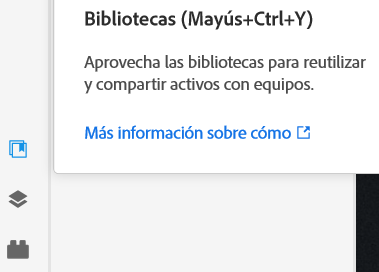 Bibliotecas (Mayús+Ctrl+Y)
Aprovecha las bibliotecas para reutilizar
y compartir activos con equipos.
Más información sobre cómo